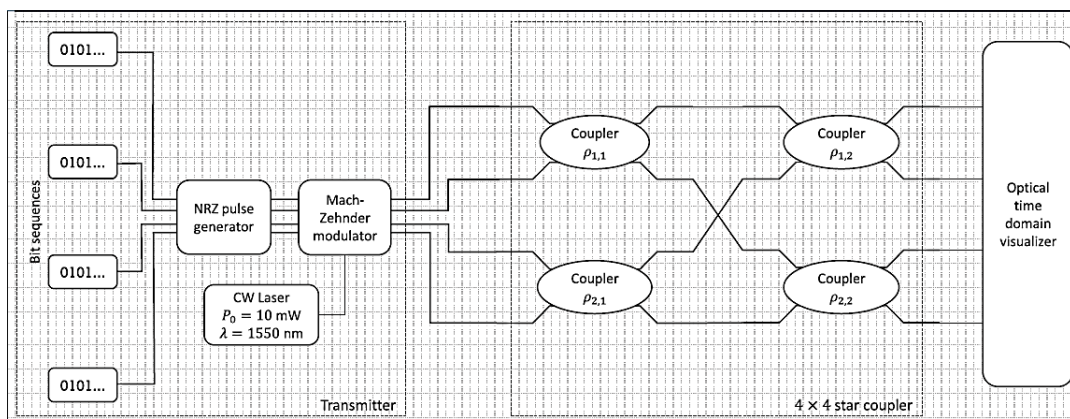 0101...
0101...
Bit sequences
NRZ pulse
generator
Mach-
Zehnder
modulator
0101...
CW Laser
P₀ = 10 mW
λ = 1550 nm
0101...
Transmitter
Coupler
ρ₁,₁
Coupler
ρ₁,₂
Coupler
ρ₂,₁
Coupler
ρ₂,₂
4 × 4 star coupler
Optical
time
domain
visualizer